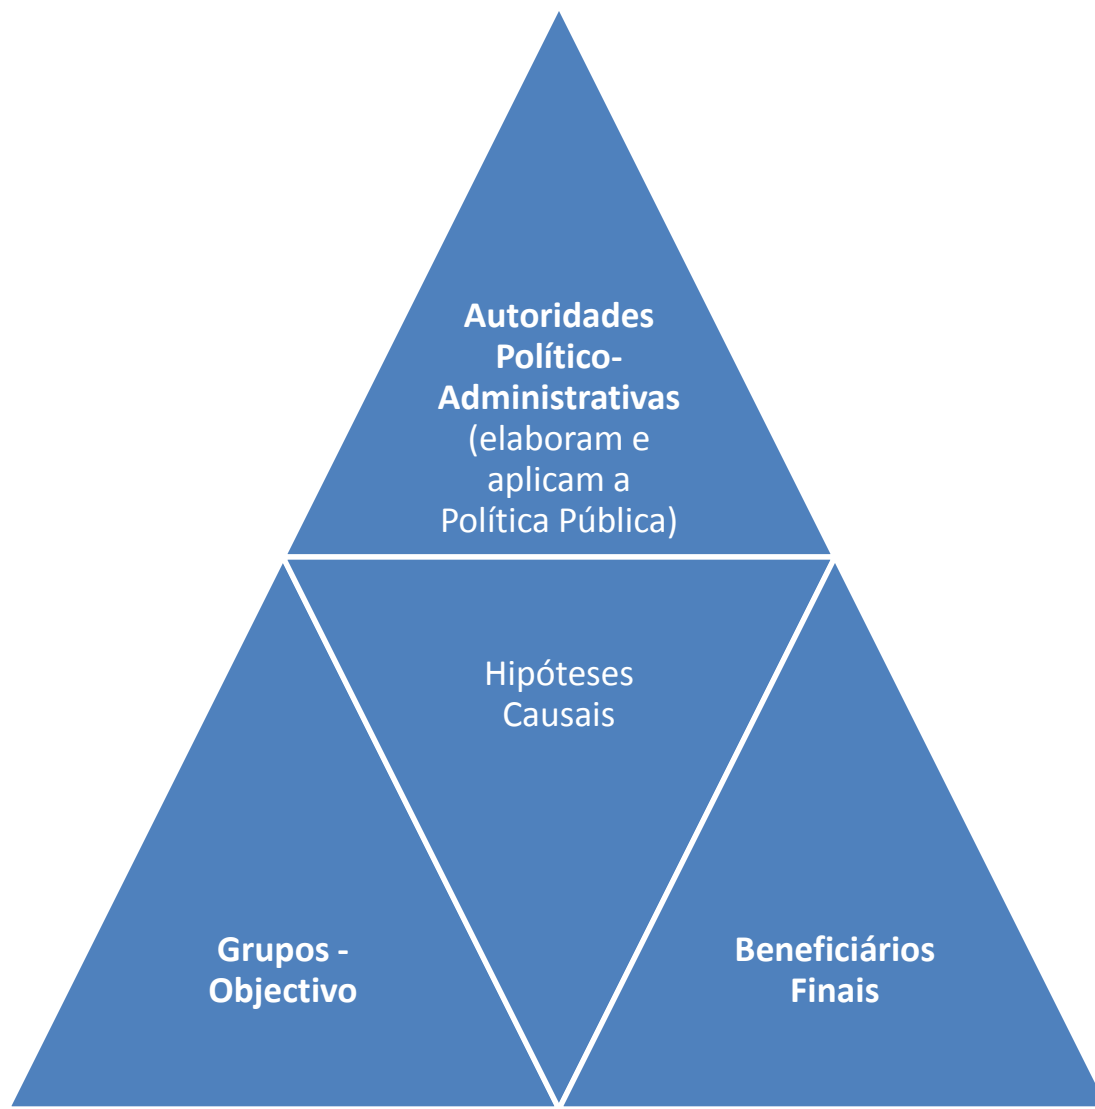 Autoridades
Político-
Administrativas
(elaboram e
aplicam a
Política Pública)
Hipóteses
Causais
Grupos -
Objectivo
Beneficiários
Finais